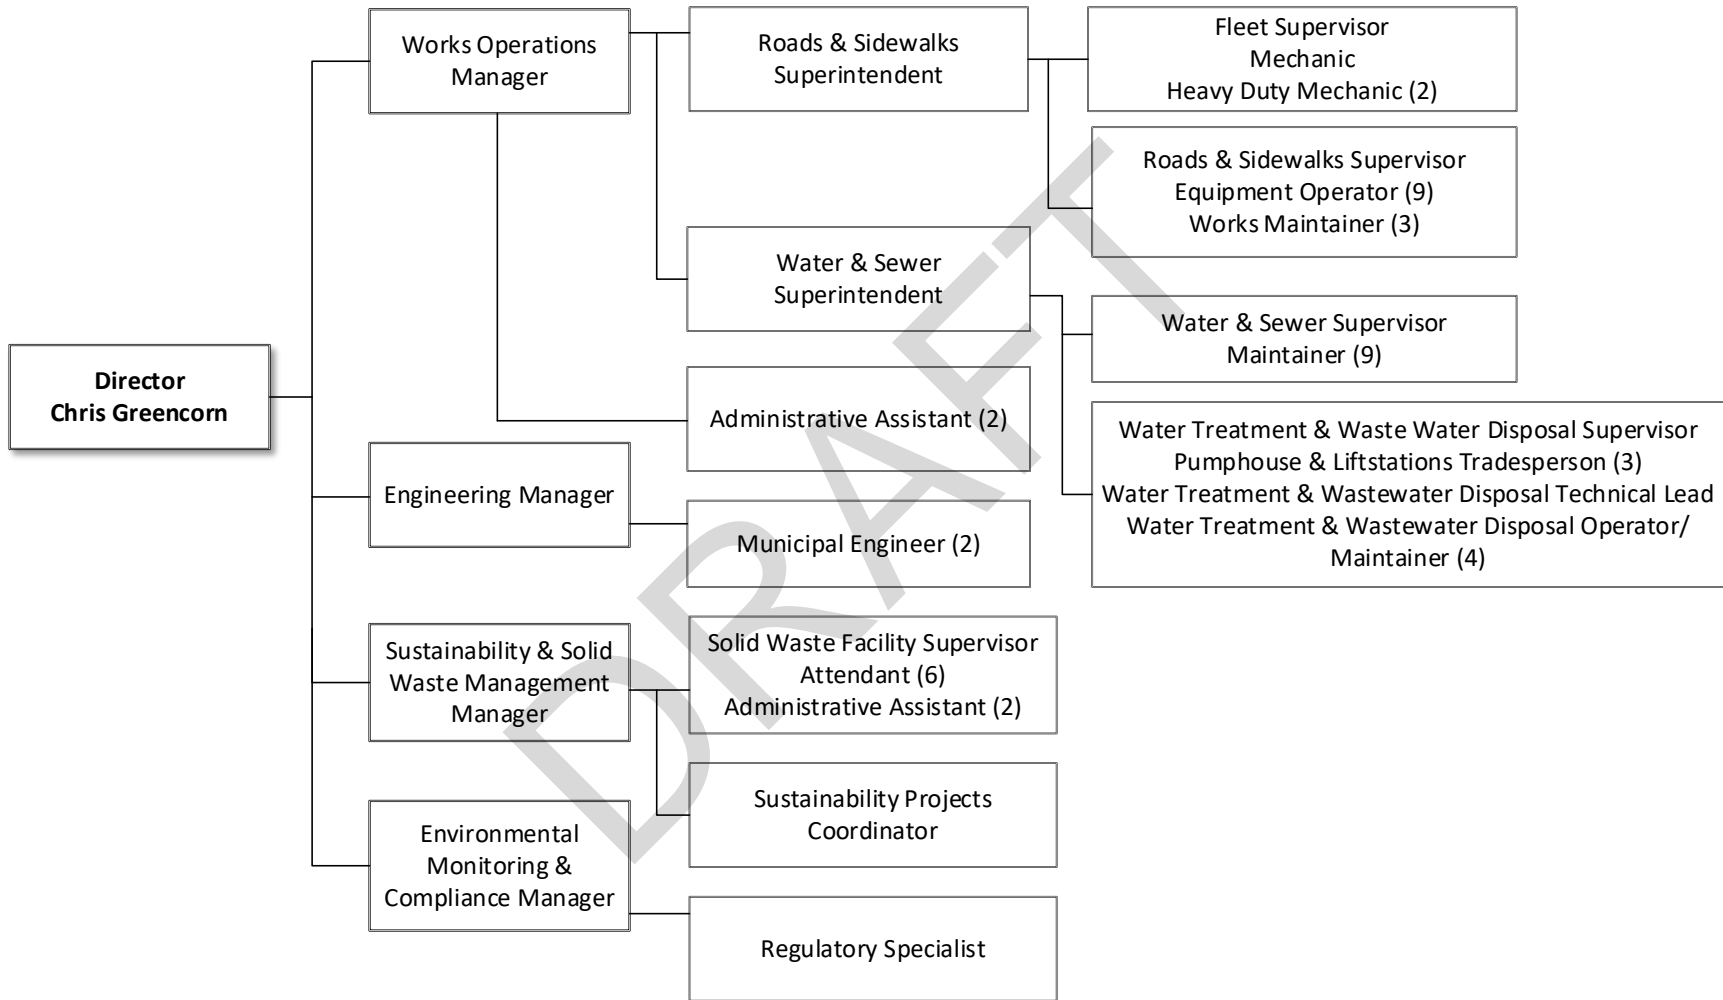 Works Operations
Manager
Roads & Sidewalks
Superintendent
Fleet Supervisor
Mechanic
Heavy Duty Mechanic (2)
Roads & Sidewalks Supervisor
Equipment Operator (9)
Works Maintainer (3)
Water & Sewer
Superintendent
Water & Sewer Supervisor
Maintainer (9)
Director
Chris Greencorn
Administrative Assistant (2)
Water Treatment & Waste Water Disposal Supervisor
Pumphouse & Liftstations Tradesperson (3)
Water Treatment & Wastewater Disposal Technical Lead
Water Treatment & Wastewater Disposal Operator/
Maintainer (4)
Engineering Manager
Municipal Engineer (2)
Sustainability & Solid
Waste Management
Manager
Solid Waste Facility Supervisor
Attendant (6)
Administrative Assistant (2)
Sustainability Projects
Coordinator
Environmental
Monitoring &
Compliance Manager
Regulatory Specialist
DRAFT